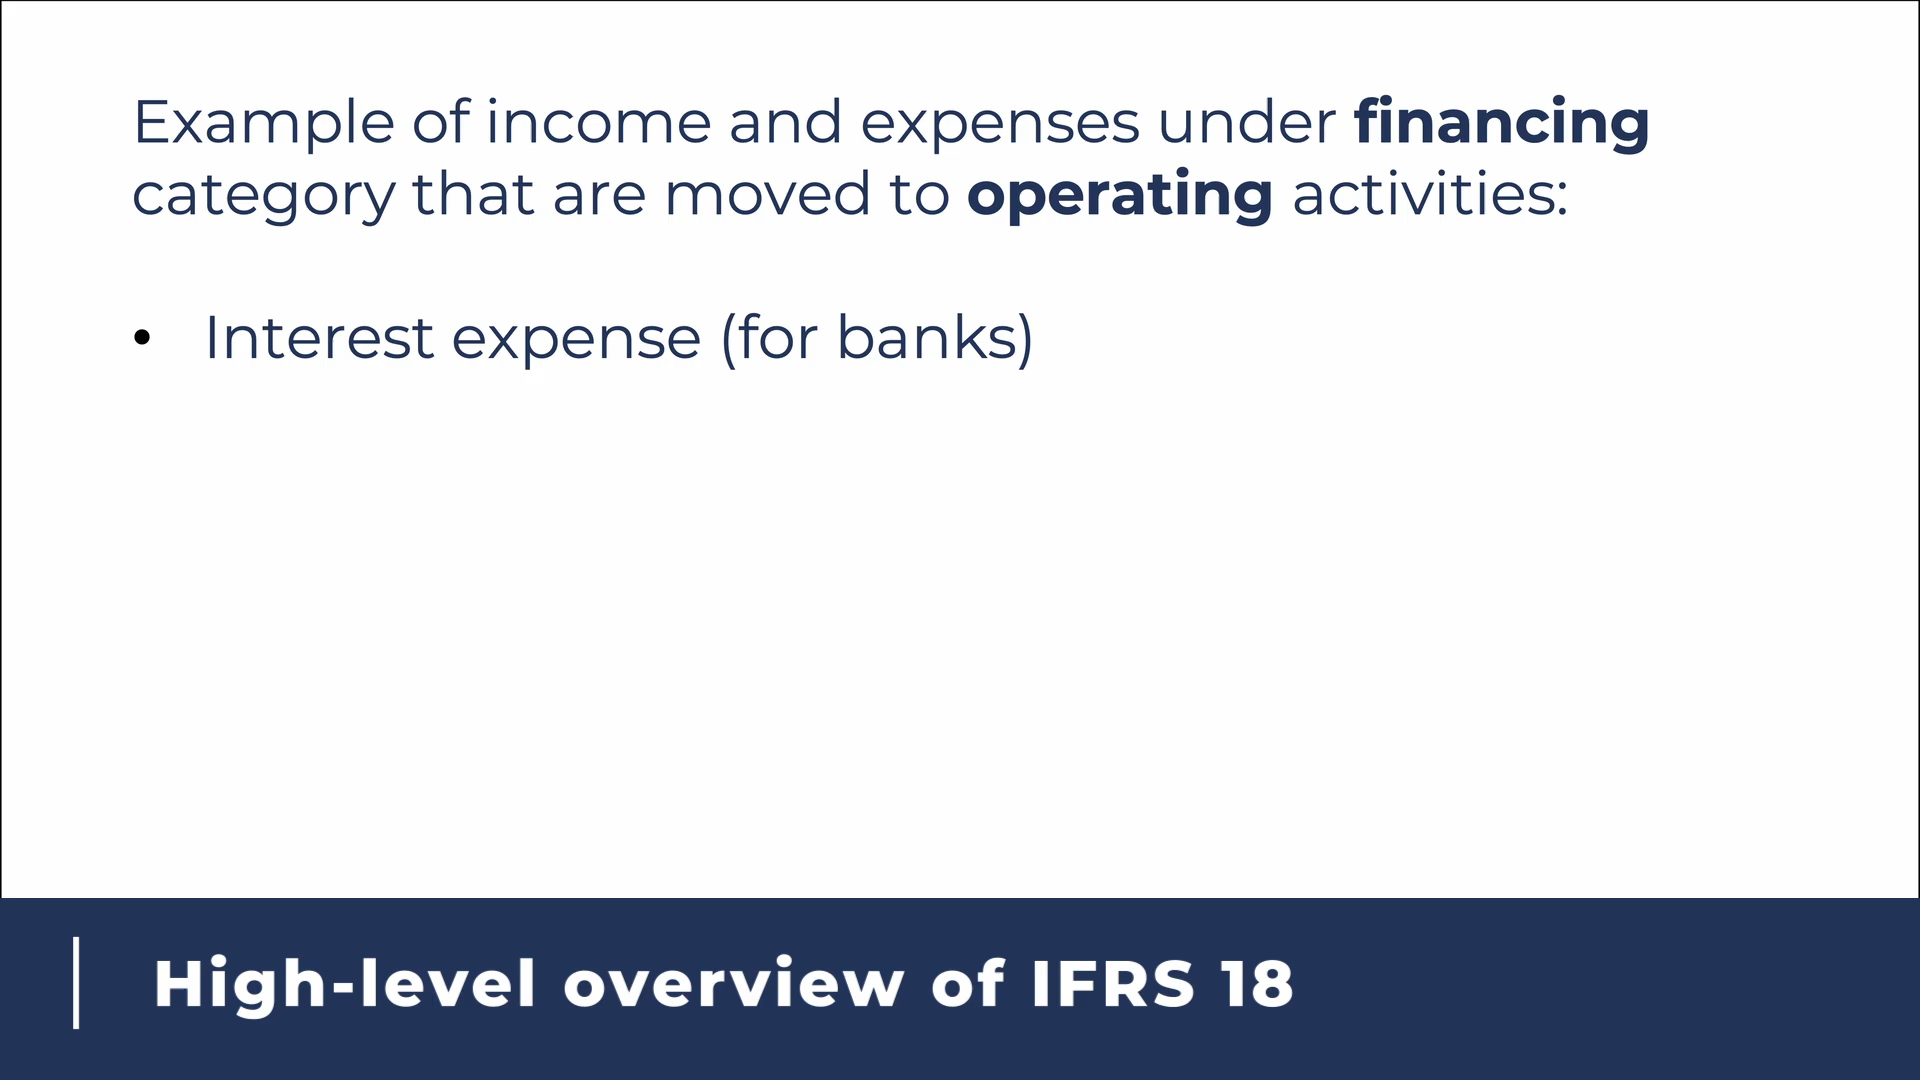 Example of income and expenses under financing
category that are moved to operating activities:
• Interest expense (for banks)
High-level overview of IFRS 18